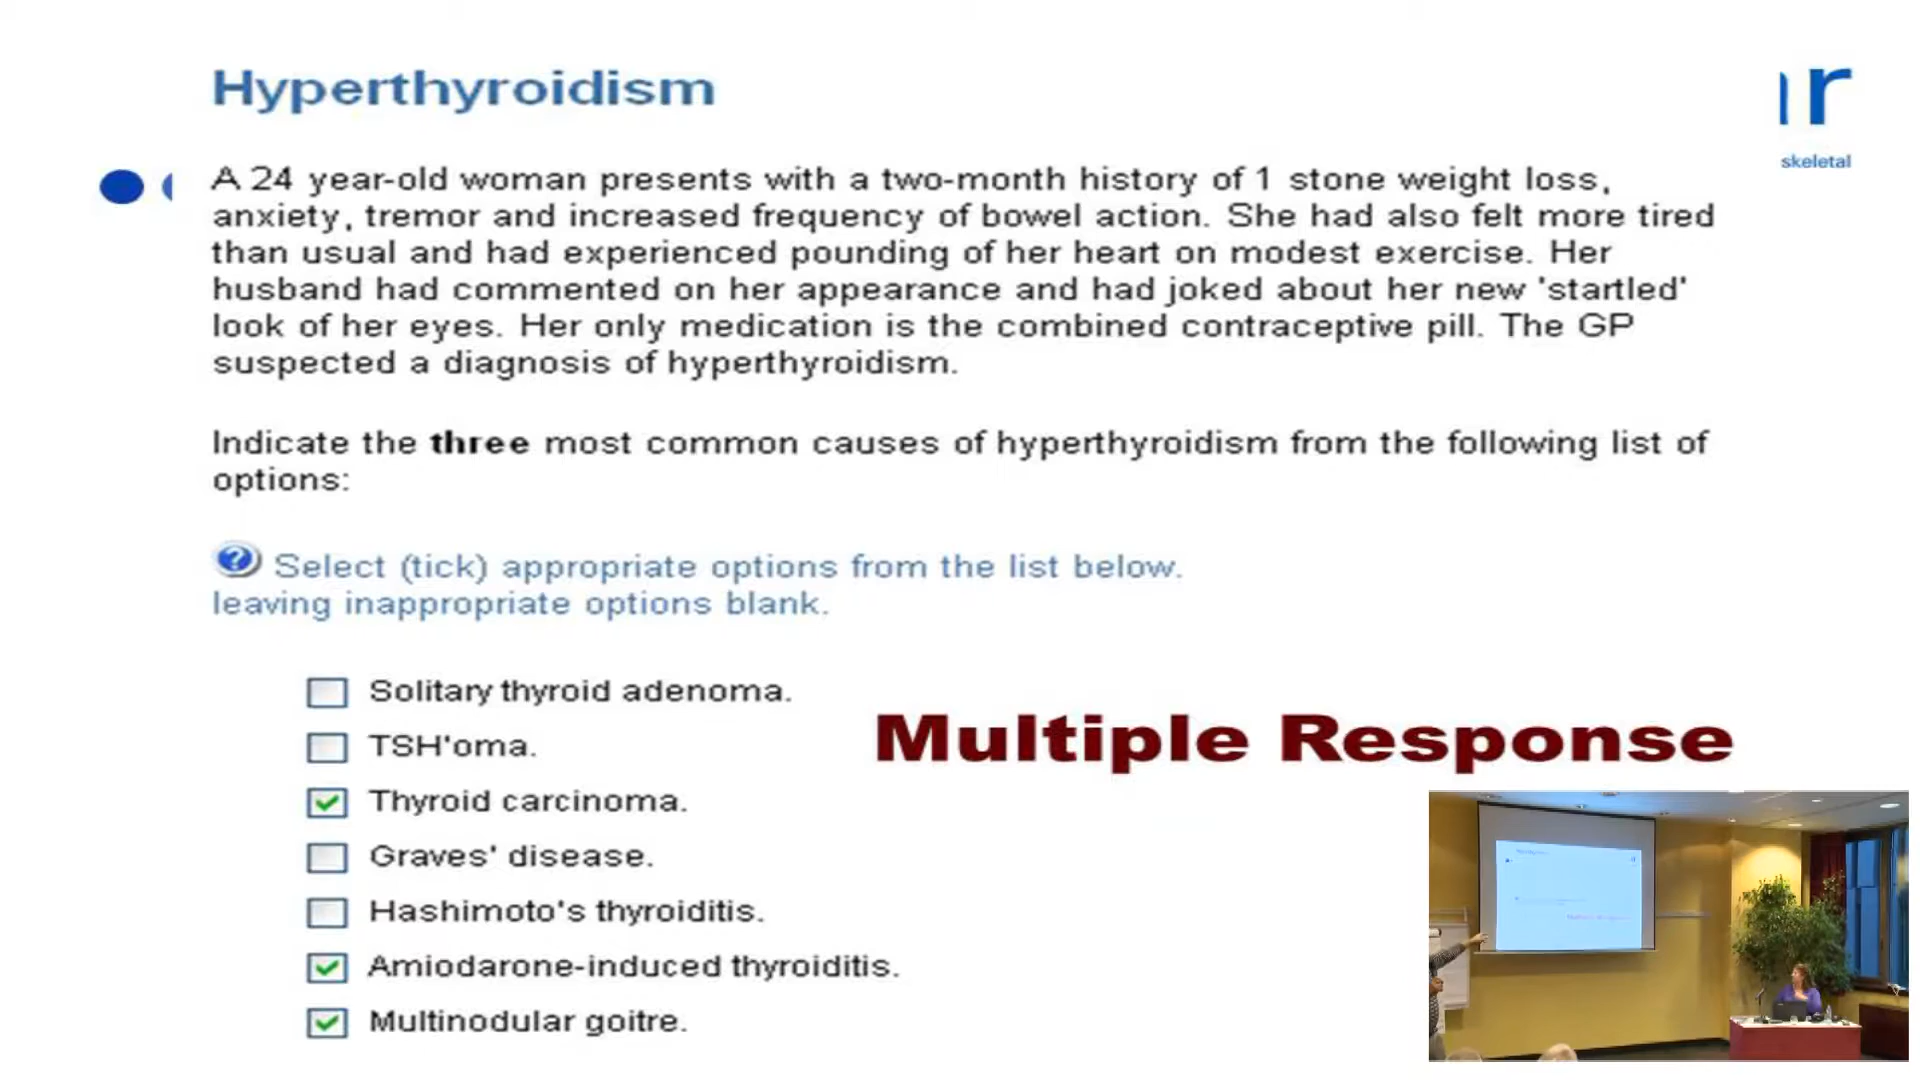 Hyperthyroidism
r
skeletal
A 24 year-old woman presents with a two-month history of 1 stone weight loss,
anxiety, tremor and increased frequency of bowel action. She had also felt more tired
than usual and had experienced pounding of her heart on modest exercise. Her
husband had commented on her appearance and had joked about her new 'startled'
look of her eyes. Her only medication is the combined contraceptive pill. The GP
suspected a diagnosis of hyperthyroidism.
Indicate the three most common causes of hyperthyroidism from the following list of
options:
Select (tick) appropriate options from the list below.
leaving inappropriate options blank.
Solitary thyroid adenoma.
TSH'oma.
Thyroid carcinoma.
Graves' disease.
Hashimoto's thyroiditis.
Amiodarone-induced thyroiditis.
Multinodular goitre.
Multiple Response